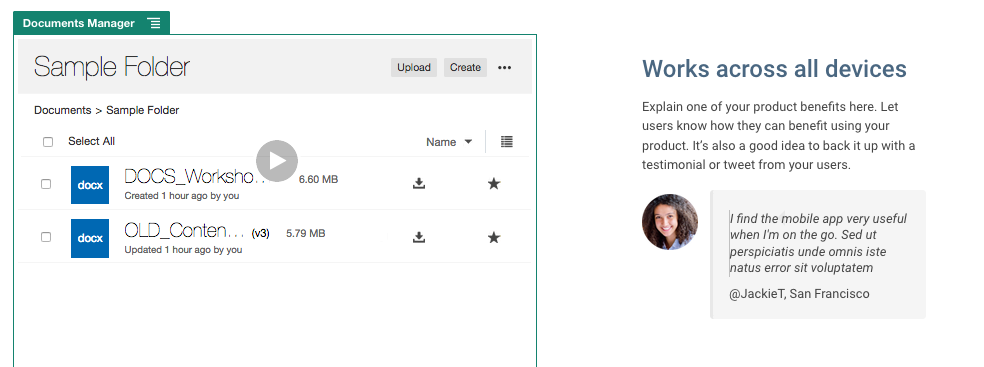 Documents Manager
Sample Folder
Upload Create
Documents > Sample Folder
Select All Name
docx DOCS_Worksho... 6.60 MB
Created 1 hour ago by you
docx OLD_Conten... (v3) 5.79 MB
Updated 1 hour ago by you
Works across all devices
Explain one of your product benefits here. Let
users know how they can benefit using your
product. It's also a good idea to back it up with a
testimonial or tweet from your users.
I find the mobile app very useful
when I'm on the go. Sed ut
perspiciatis unde omnis iste
natus error sit voluptatem
@JackieT, San Francisco